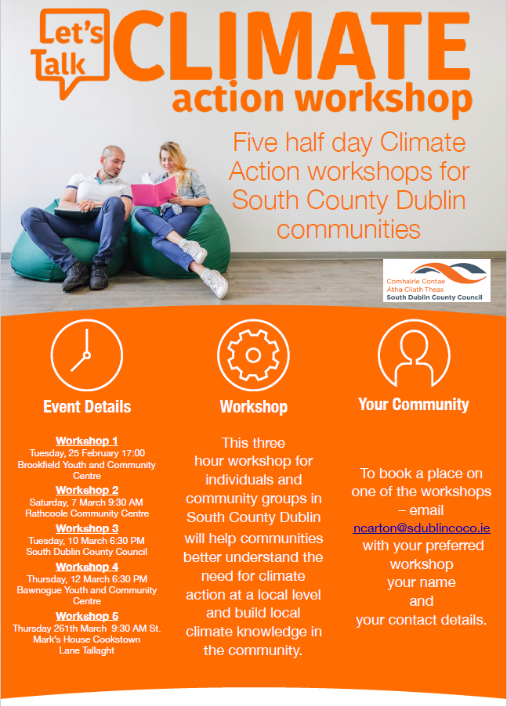 Let's
Talk
CLIMATE
action workshop
Five half day Climate
Action workshops for
South County Dublin
communities
Comhairle Contae
Átha Cliath Theas
South Dublin County Council
Event Details
Workshop 1
Tuesday, 25 February 17:00
Brookfield Youth and Community
Centre
Workshop 2
Saturday, 7 March 9:30 AM
Rathcoole Community Centre
Workshop 3
Tuesday, 10 March 6:30 PM
South Dublin County Council
Workshop 4
Thursday, 12 March 6:30 PM
Bawnogue Youth and Community
Centre
Workshop 5
Thursday 261th March 9:30 AM St.
Mark's House Cookstown
Lane Tallaght
Workshop
This three
hour workshop for
individuals and
community groups in
South County Dublin
will help communities
better understand the
need for climate
action at a local level
and build local
climate knowledge in
the community.
Your Community
To book a place on
one of the workshops
– email
ncarton@sdublincoco.ie
with your preferred
workshop
your name
and
your contact details.